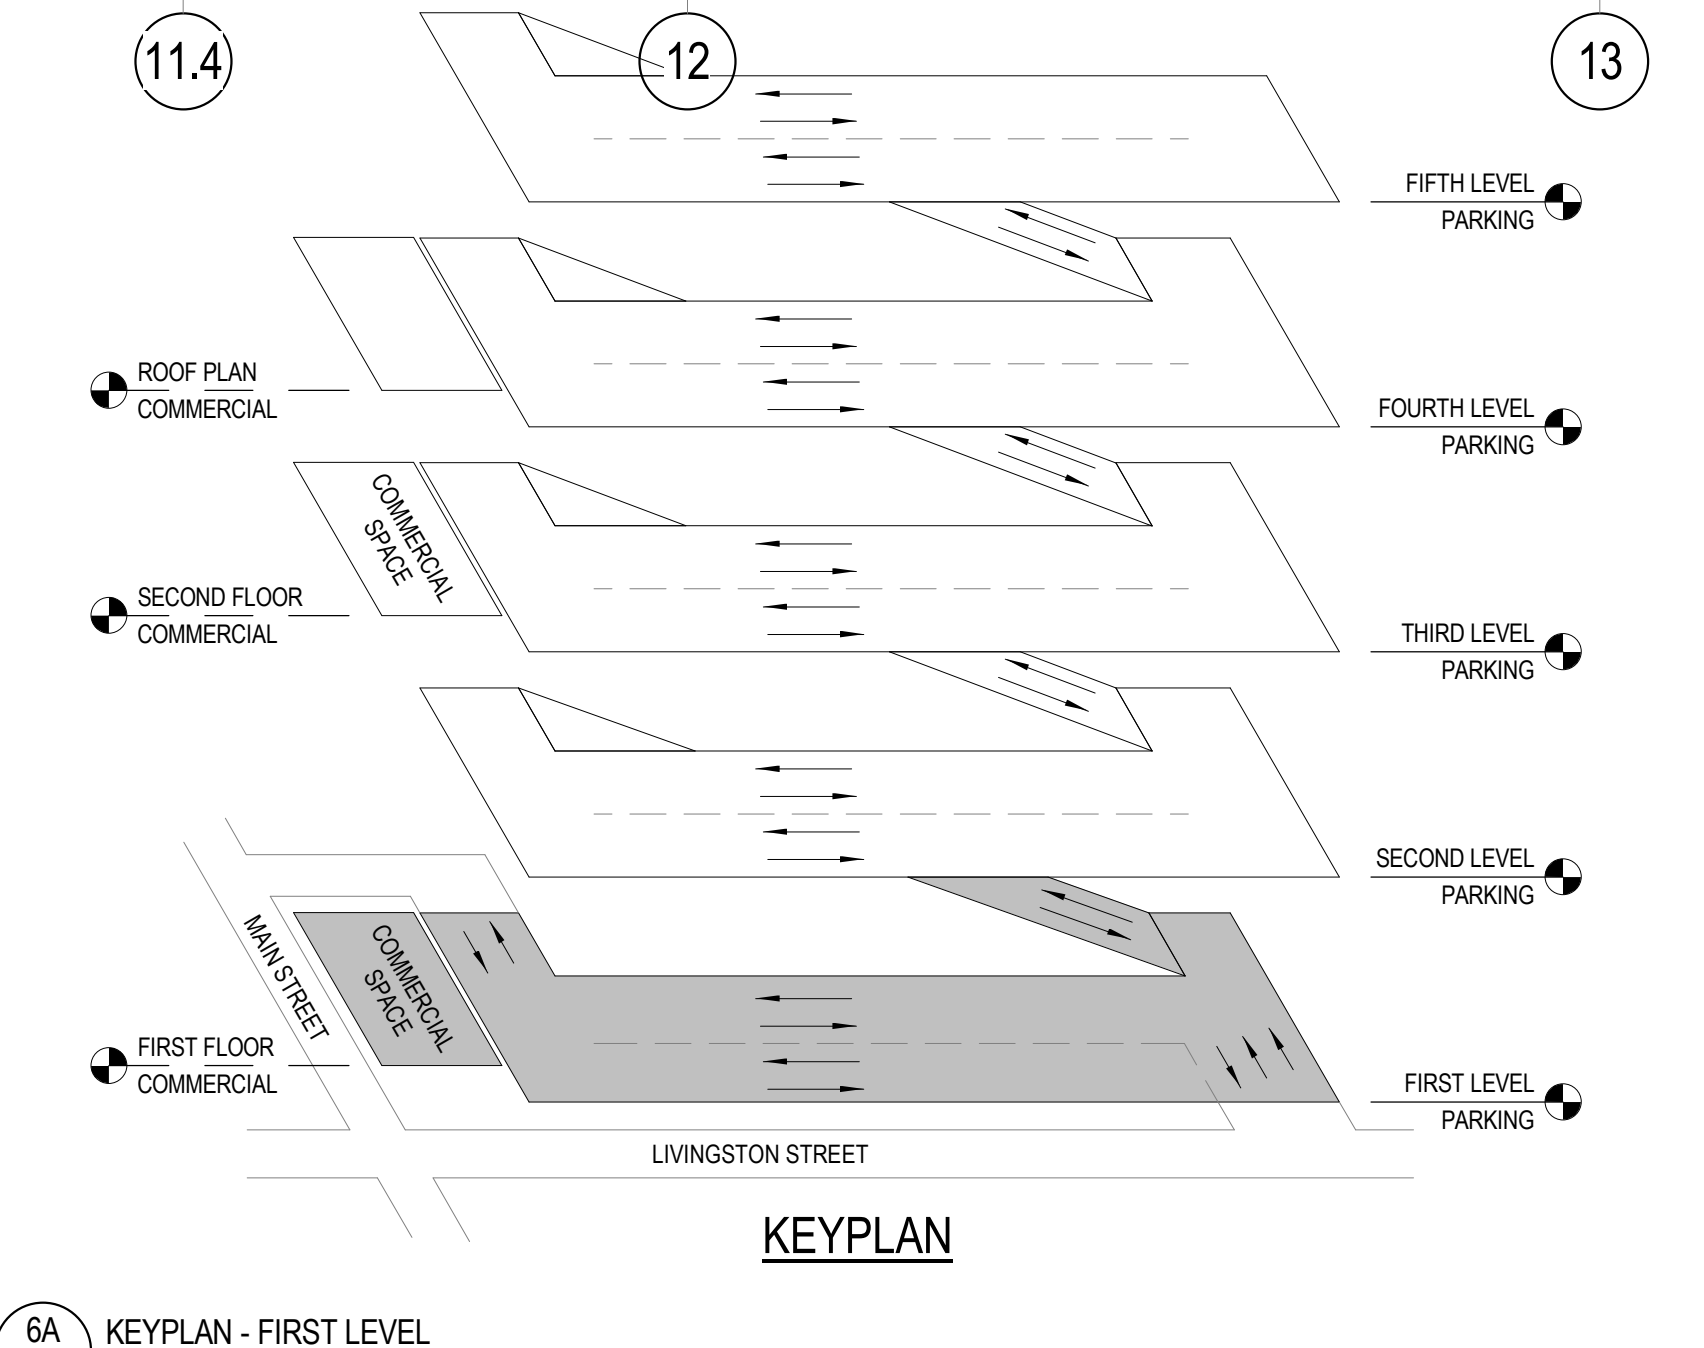 11.4
12
13
FIFTH LEVEL
PARKING
ROOF PLAN
COMMERCIAL
FOURTH LEVEL
PARKING
COMMERCIAL
SPACE
SECOND FLOOR
COMMERCIAL
THIRD LEVEL
PARKING
SECOND LEVEL
PARKING
MAIN STREET
COMMERCIAL
SPACE
FIRST FLOOR
COMMERCIAL
FIRST LEVEL
PARKING
LIVINGSTON STREET
KEYPLAN
6A
KEYPLAN - FIRST LEVEL